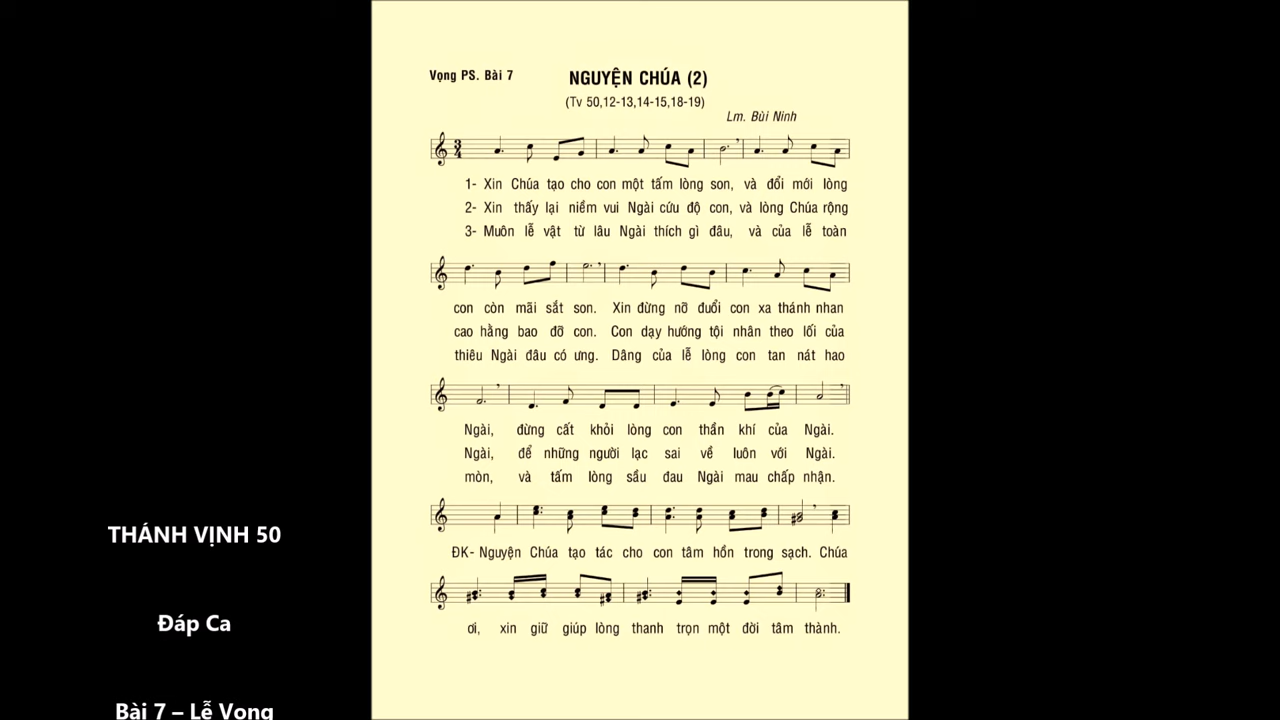 Vọng PS. Bài 7
NGUYỆN CHÚA (2)
(Tv 50,12-13,14-15,18-19)
Lm. Bùi Ninh
3
4
1- Xin Chúa tạo cho con một tấm lòng son, và đổi mới lòng
2- Xin thấy lại niềm vui Ngài cứu độ con, và lòng Chúa rộng
3- Muôn lễ vật từ lâu Ngài thích gì đâu, và của lễ toàn
con còn mãi sắt son. Xin đừng nỡ đuổi con xa thánh nhan
cao hằng bao đỡ con. Con dạy hướng tội nhân theo lối của
thiêu Ngài đâu có ưng. Dâng của lễ lòng con tan nát hao
Ngài, đừng cất khỏi lòng con thần khí của Ngài.
Ngài, để những người lạc sai về luôn với Ngài.
mòn, và tấm lòng sầu đau Ngài mau chấp nhận.
ĐK- Nguyện Chúa tạo tác cho con tâm hồn trong sạch. Chúa
ơi, xin giữ giúp lòng thanh trọn một đời tâm thành.
THÁNH VỊNH 50
Đáp Ca
Bài 7 – Lễ Vọng